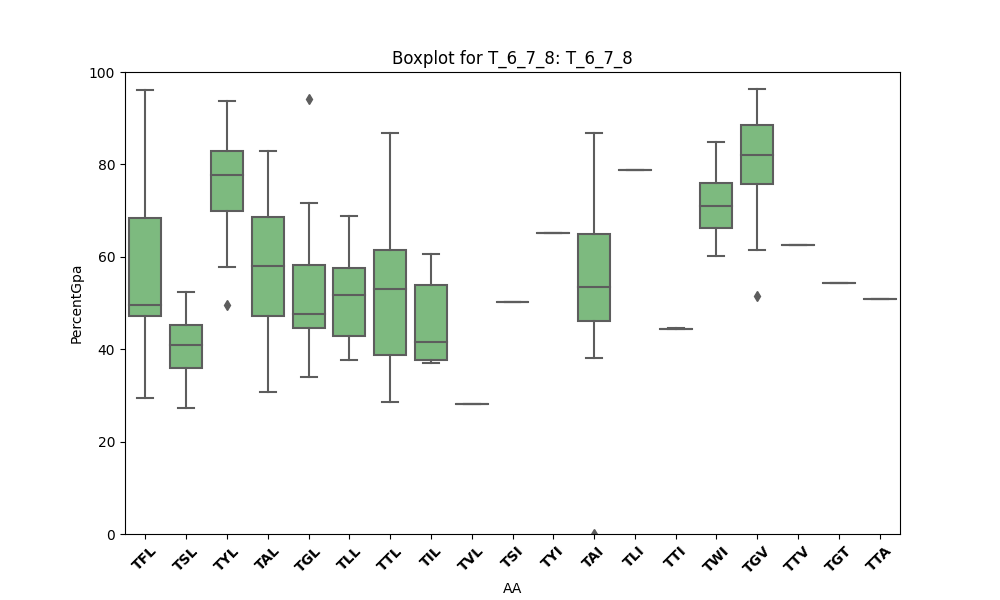 Boxplot for T_6_7_8: T_6_7_8
PercentGpa
100
80
60
40
20
0
TFL TSL TYL TAL TGL TLL TTL TIL TVL TSI TYI TAI TLI TTI TWI TGV TTV TGT TTA
AA